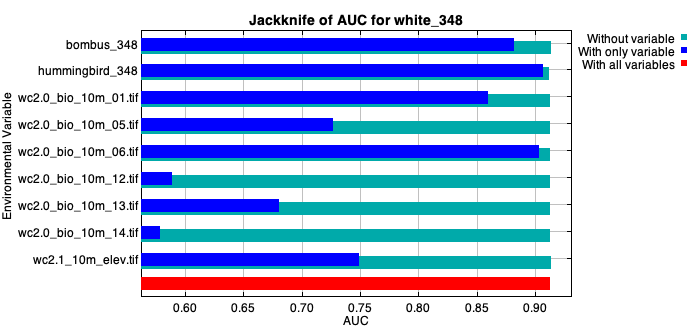 Jackknife of AUC for white_348
Environmental Variable
bombus_348
hummingbird_348
wc2.0_bio_10m_01.tif
wc2.0_bio_10m_05.tif
wc2.0_bio_10m_06.tif
wc2.0_bio_10m_12.tif
wc2.0_bio_10m_13.tif
wc2.0_bio_10m_14.tif
wc2.1_10m_elev.tif
0.60 0.65 0.70 0.75 0.80 0.85 0.90
AUC
Without variable
With only variable
With all variables